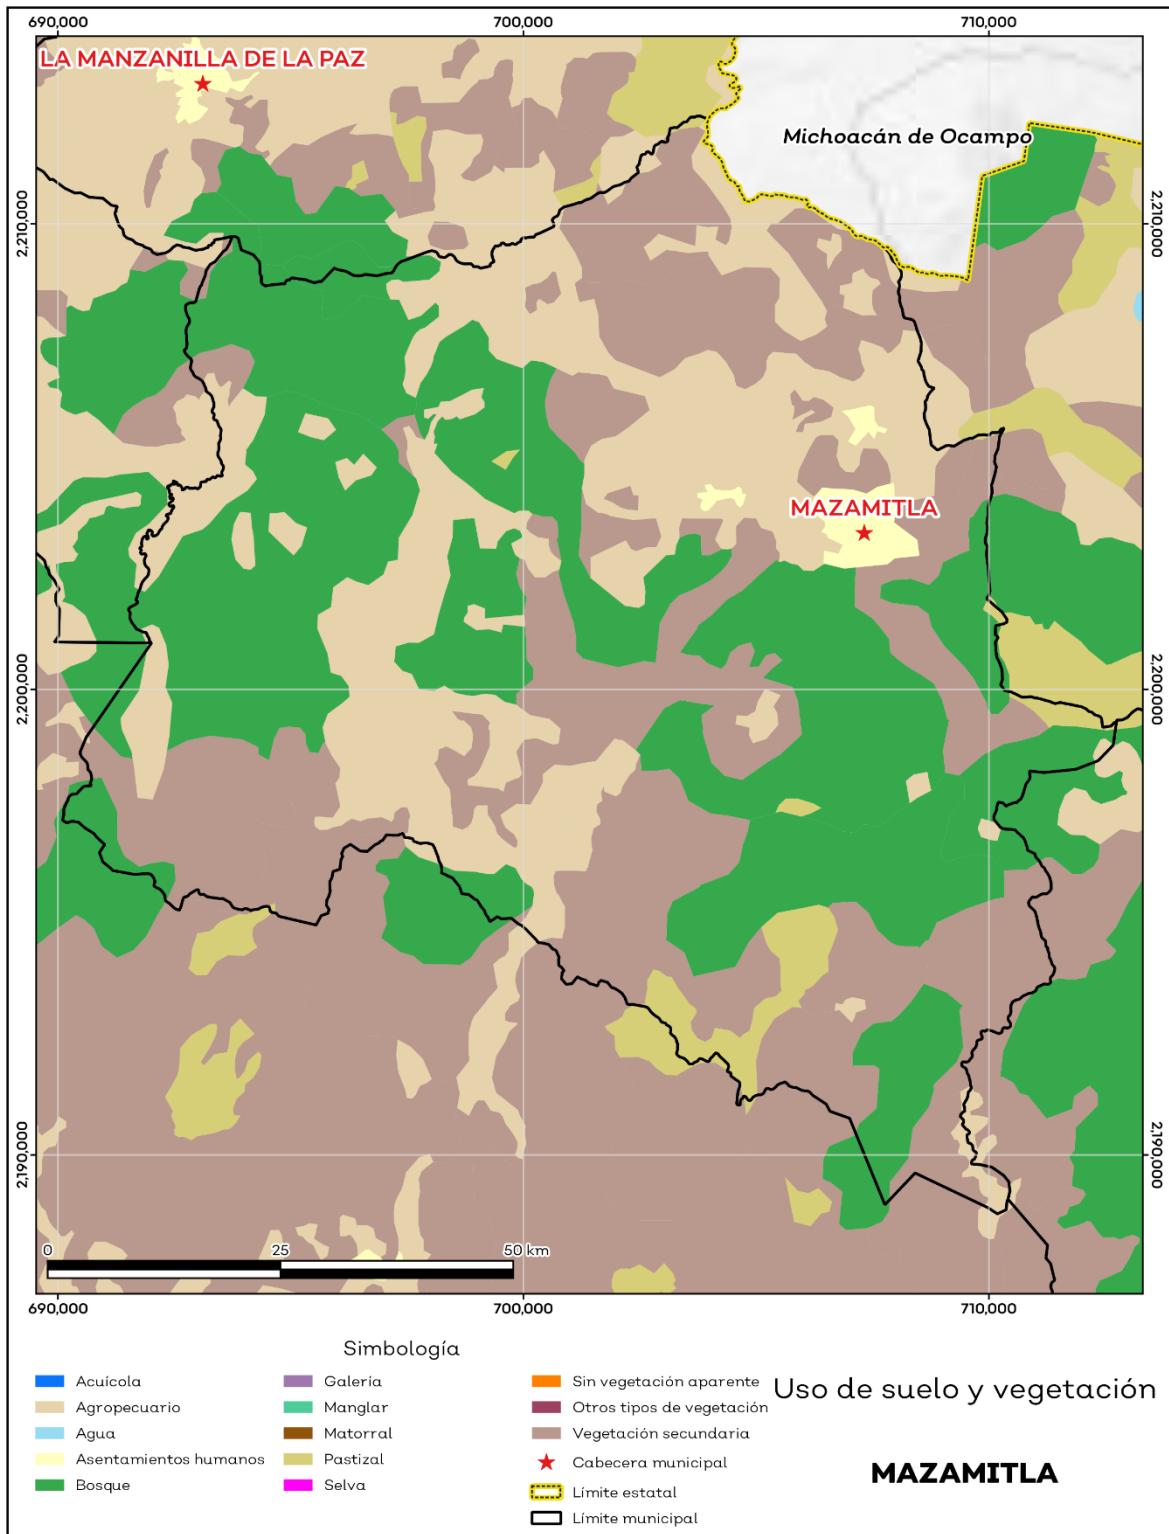 690,000
700,000
710,000
LA MANZANILLA DE LA PAZ
Michoacán de Ocampo
2,210,000
2,210,000
MAZAMITLA
2,200,000
2,200,000
2,190,000
2,190,000
0
25
50 km
690,000
700,000
710,000
Simbología
Acuícola
Agropecuario
Agua
Asentamientos humanos
Bosque
Galería
Manglar
Matorral
Pastizal
Selva
Sin vegetación aparente
Otros tipos de vegetación
Vegetación secundaria
Cabecera municipal
Límite estatal
Límite municipal
Uso de suelo y vegetación
MAZAMITLA